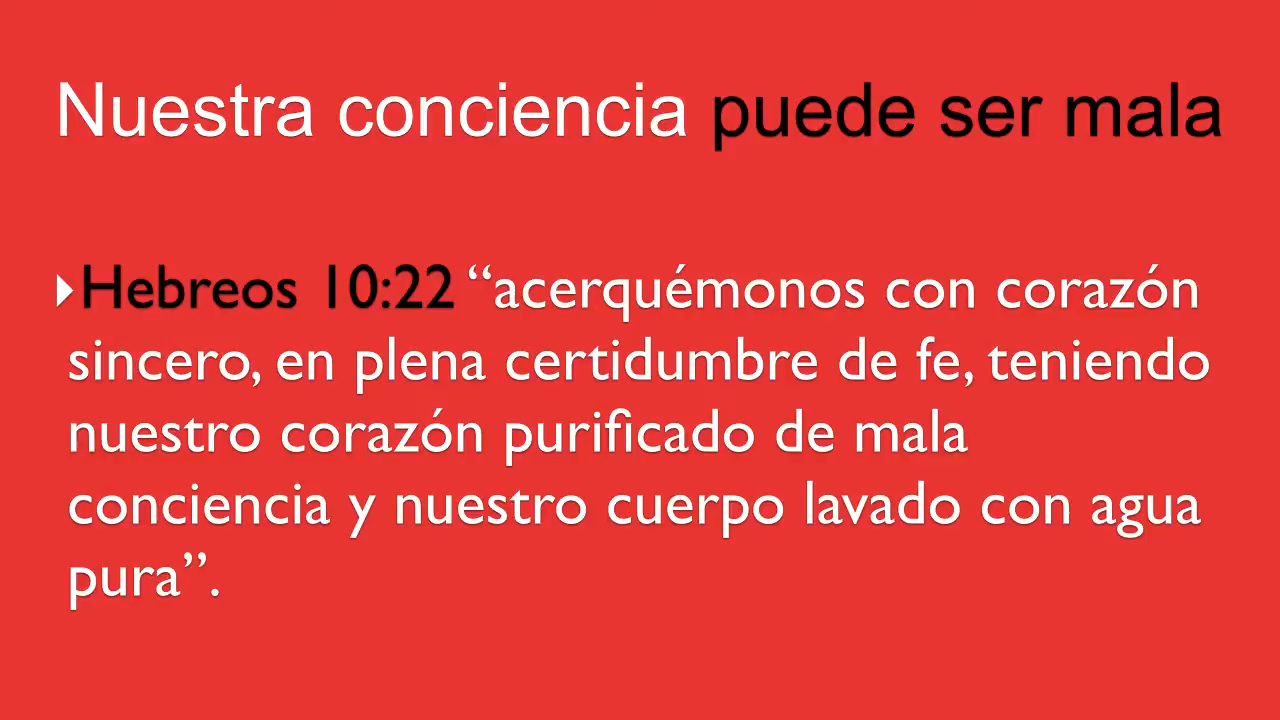 Nuestra conciencia puede ser mala
Hebreos 10:22 “acerquémonos con corazón
sincero, en plena certidumbre de fe, teniendo
nuestro corazón purificado de mala
conciencia y nuestro cuerpo lavado con agua
pura”.